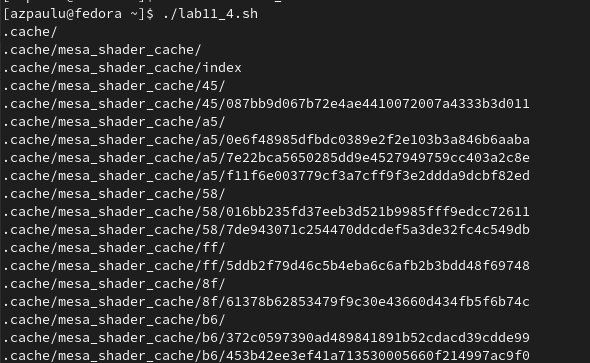 [azpaulu@fedora ~]$ ./lab11_4.sh
.cache/
.cache/mesa_shader_cache/
.cache/mesa_shader_cache/index
.cache/mesa_shader_cache/45/
.cache/mesa_shader_cache/45/087bb9d067b72e4ae4410072007a4333b3d011
.cache/mesa_shader_cache/a5/
.cache/mesa_shader_cache/a5/0e6f48985dfbdc0389e2f2e103b3a846b6aaba
.cache/mesa_shader_cache/a5/7e22bca5650285dd9e4527949759cc403a2c8e
.cache/mesa_shader_cache/a5/f11f6e003779cf3a7cff9f3e2ddda9dcbf82ed
.cache/mesa_shader_cache/58/
.cache/mesa_shader_cache/58/016bb235fd37eeb3d521b9985fff9edcc72611
.cache/mesa_shader_cache/58/7de943071c254470ddcdef5a3de32fc4c549db
.cache/mesa_shader_cache/ff/
.cache/mesa_shader_cache/ff/5ddb2f79d46c5b4eba6c6afb2b3bdd48f69748
.cache/mesa_shader_cache/8f/
.cache/mesa_shader_cache/8f/61378b62853479f9c30e43660d434fb5f6b74c
.cache/mesa_shader_cache/b6/
.cache/mesa_shader_cache/b6/372c0597390ad489841891b52cdacd39cdde99
.cache/mesa_shader_cache/b6/453b42ee3ef41a713530005660f214997ac9f0